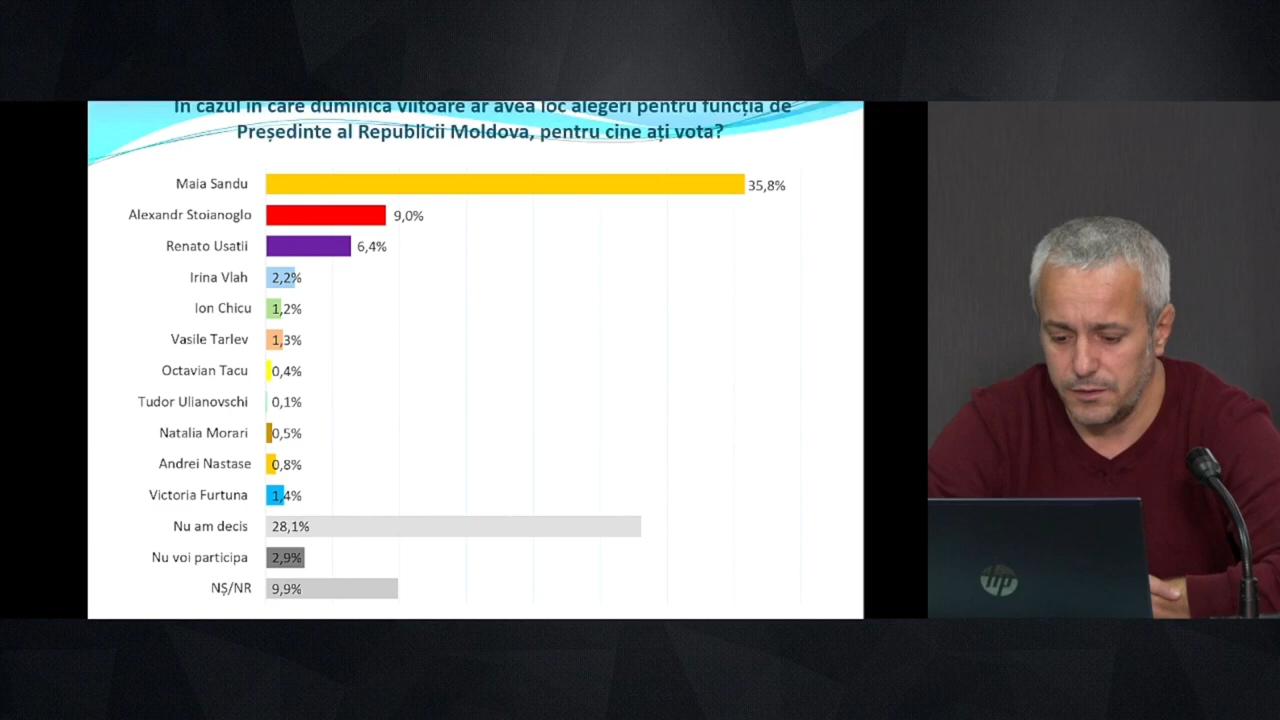 In cazul in care duminica viitoare ar avea loc alegeri pentru funcția de
Președinte al Republicii Moldova, pentru cine ați vota?
Maia Sandu 35,8%
Alexandr Stoianoglo 9,0%
Renato Usatii 6,4%
Irina Vlah 2,2%
Ion Chicu 1,2%
Vasile Tarlev 1,3%
Octavian Tacu 0,4%
Tudor Ulianovschi 0,1%
Natalia Morari 0,5%
Andrei Nastase 0,8%
Victoria Furtuna 1,4%
Nu am decis 28,1%
Nu voi participa 2,9%
NȘ/NR 9,9%
hp